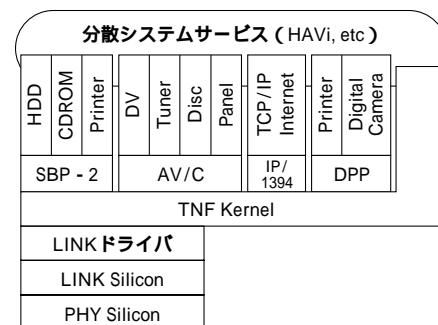 分散システムサービス(HAVi, etc)
HDD
CDROM
Printer
DV
Tuner
Disc
Panel
TCP/IP
Internet
Printer
Digital
Camera
SBP - 2
AV/C
IP/
1394
DPP
TNF Kernel
LINKドライバ
LINK Silicon
PHY Silicon